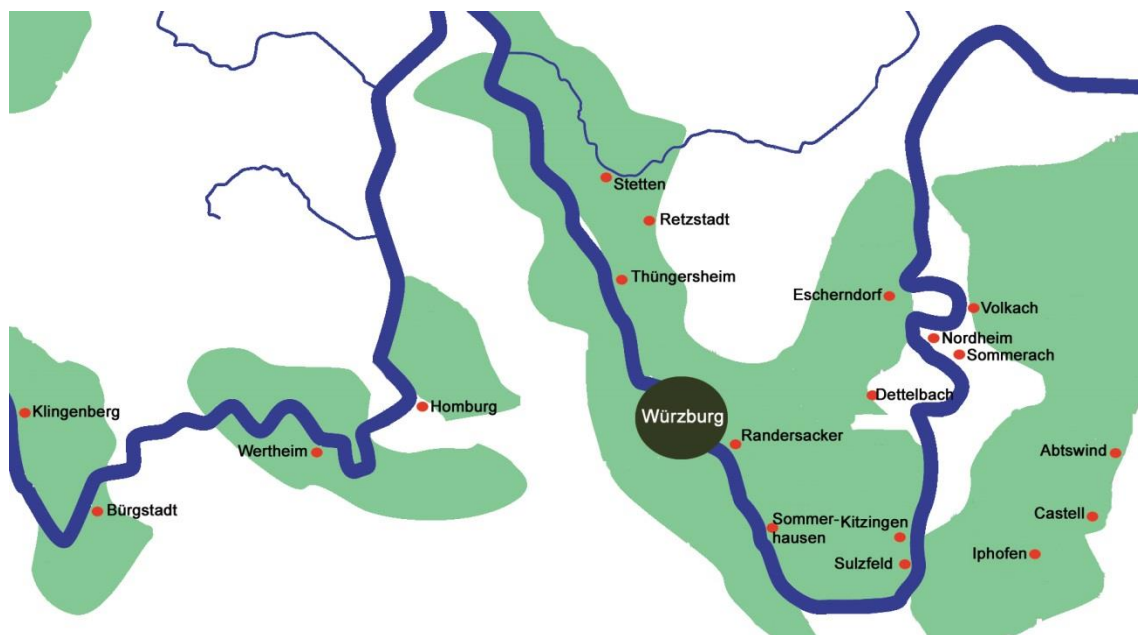 Stetten
Retzstadt
Thüngersheim
Escherndorf
Volkach
Nordheim
Sommerach
Dettelbach
Klingenberg
Homburg
Würzburg
Randersacker
Wertheim
Abtswind
Bürgstadt
Castell
Sommer-
hausen
Kitzingen
Iphofen
Sulzfeld